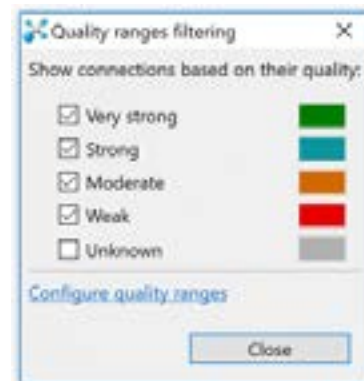 Quality ranges filtering
Show connections based on their quality:
Very strong
Strong
Moderate
Weak
Unknown
Configure quality ranges
Close